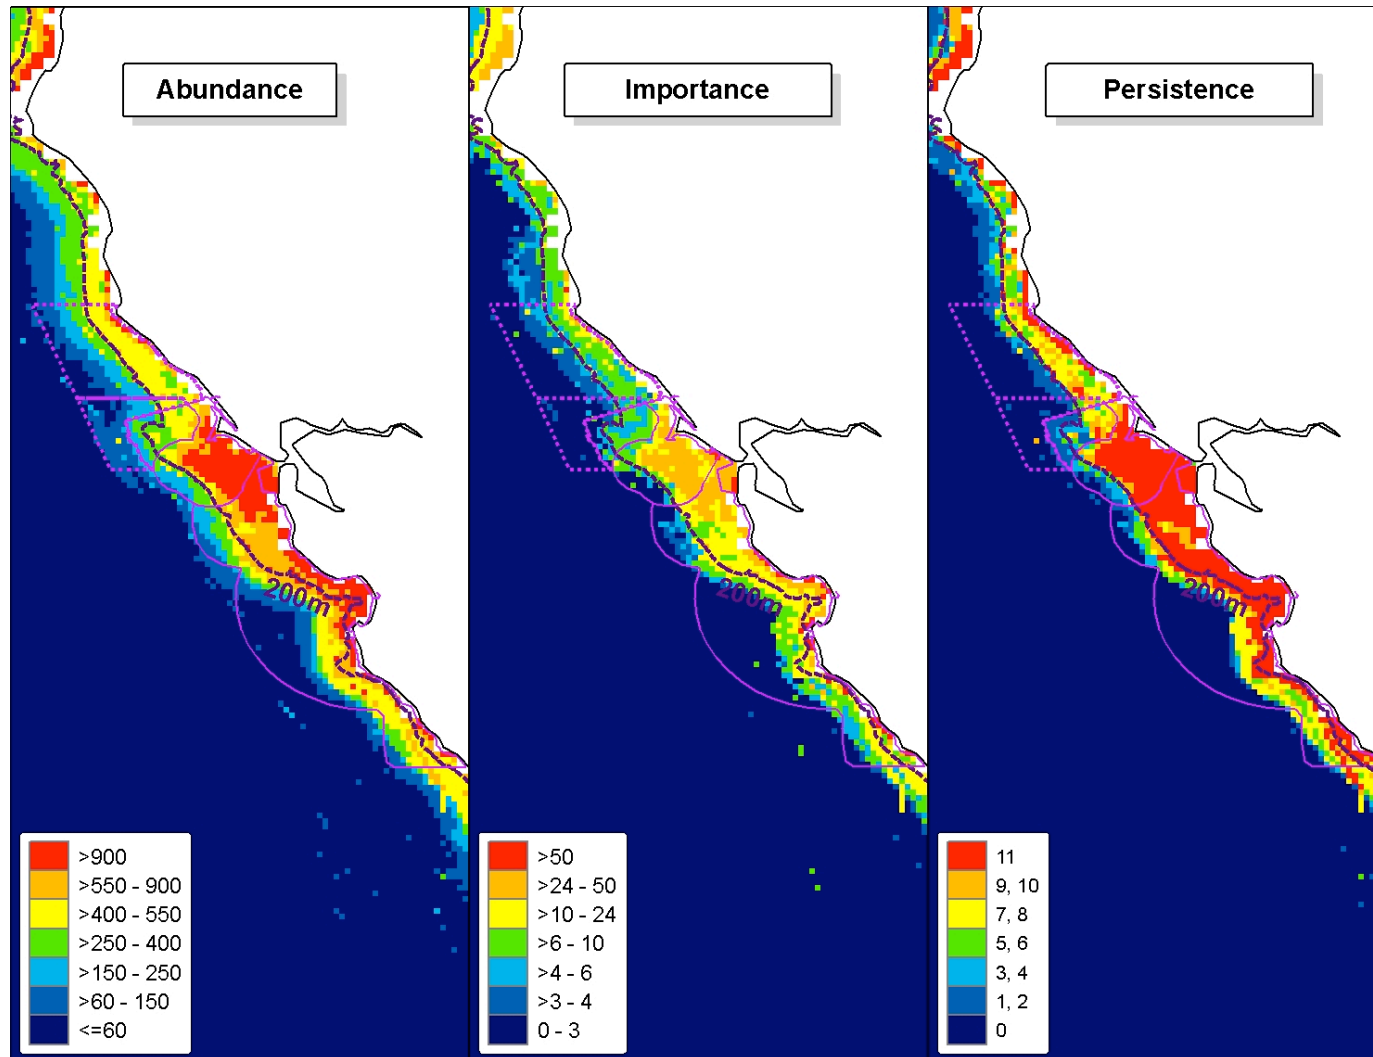 Abundance
Importance
Persistence
200m
200m
200m
>900
>550 - 900
>400 - 550
>250 - 400
>150 - 250
>60 - 150
<=60
>50
>24 - 50
>10 - 24
>6 - 10
>4 - 6
>3 - 4
0 - 3
11
9, 10
7, 8
5, 6
3, 4
1, 2
0